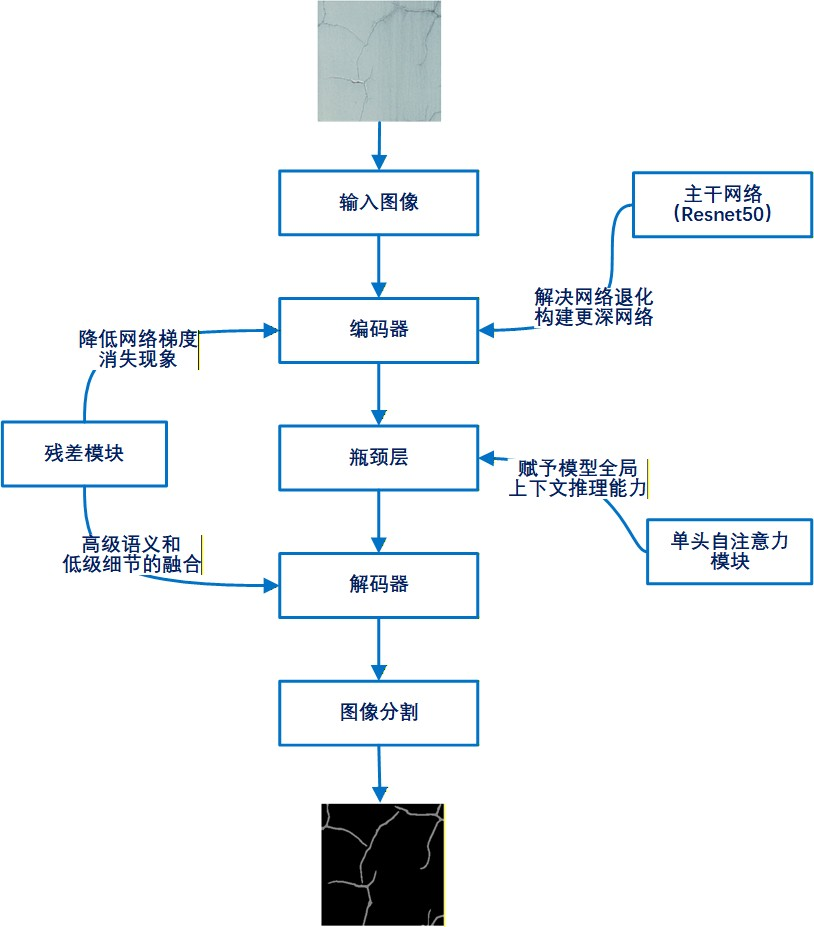 输入图像
主干网络
(Resnet50)
解决网络退化
构建更深网络
编码器
降低网络梯度
消失现象
残差模块
瓶颈层
赋予模型全局
上下文推理能力
单头自注意力
模块
高级语义和
低级细节的融合
解码器
图像分割